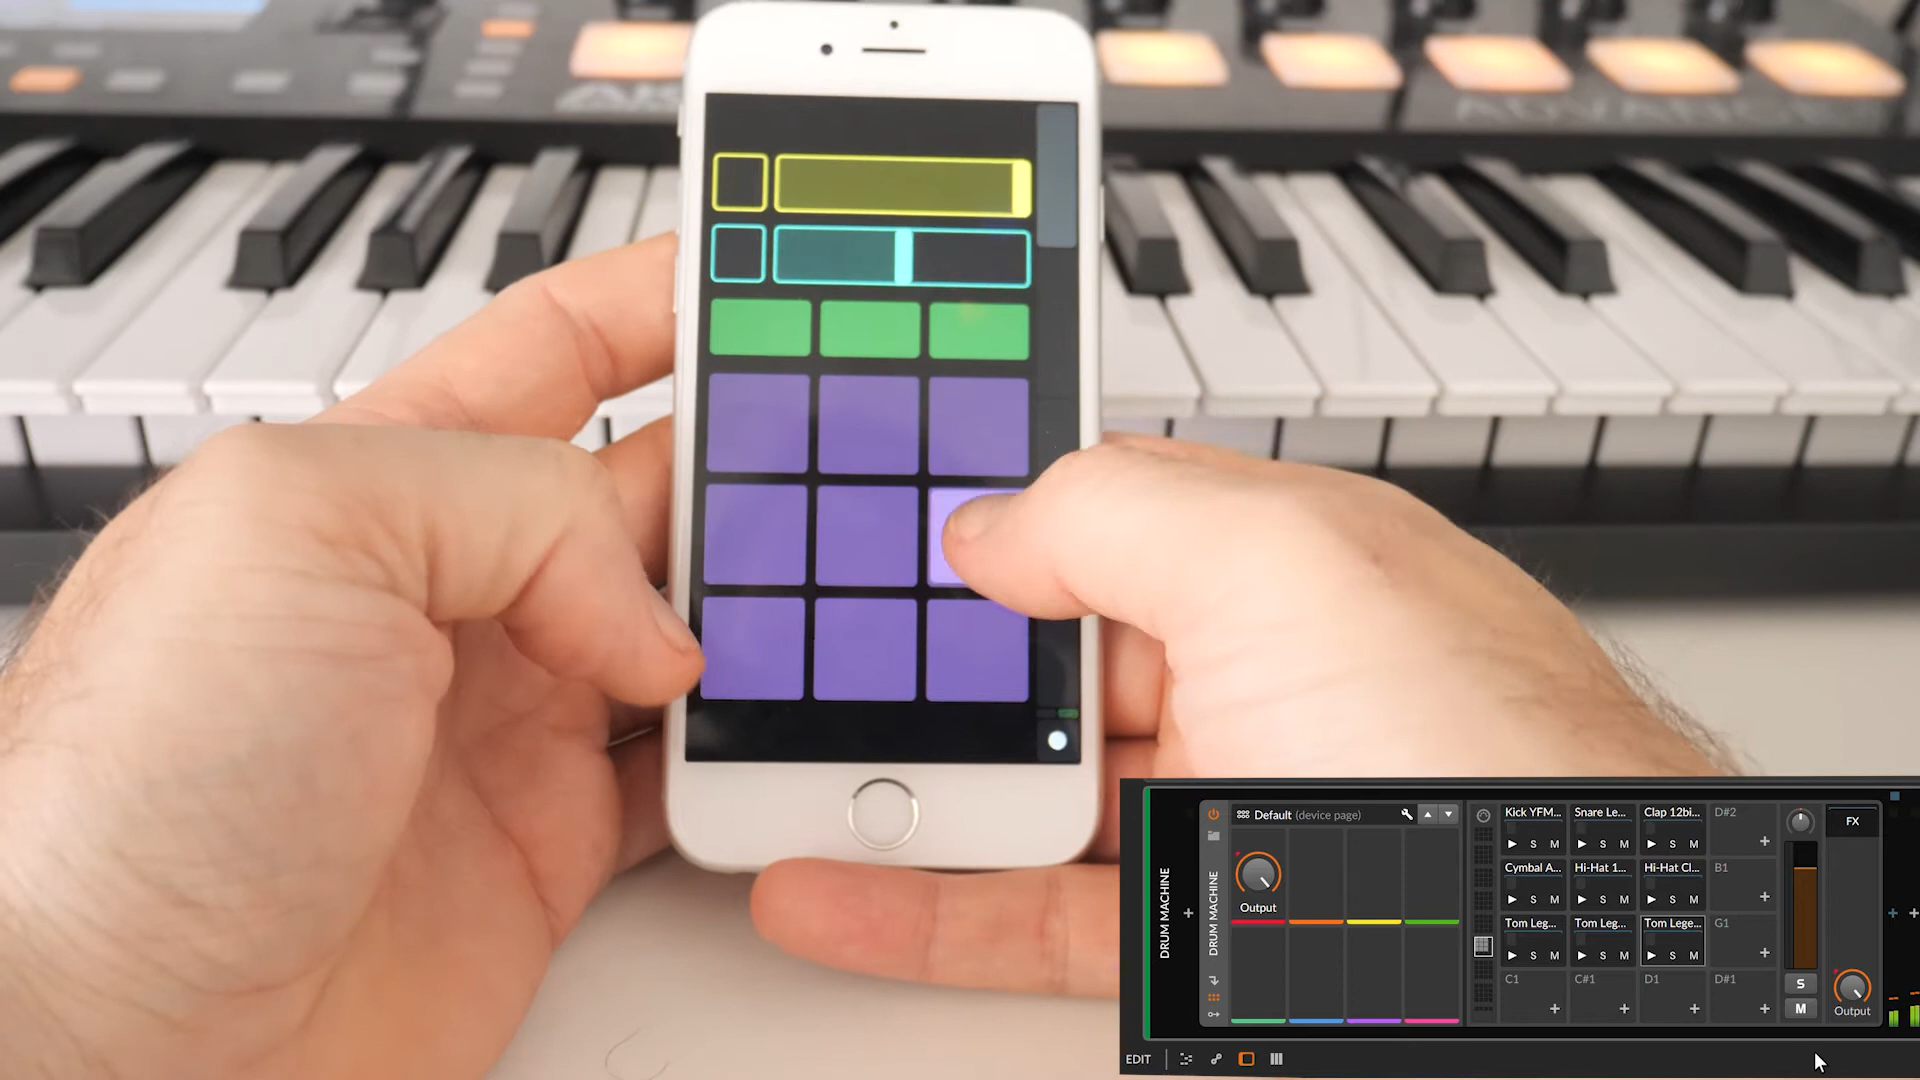 ADVANCE
DRUM MACHINE
DRUM MACHINE
Default (device page)
Output
Kick YFM... Snare Le... Clap 12bi... D#2
S M S M S M
Cymbal A... Hi-Hat 1... Hi-Hat Cl... B1
S M S M S M
Tom Leg... Tom Leg... Tom Lege... G1
S M S M S M
C1 C#1 D1 D#1
S
M
FX
Output
EDIT